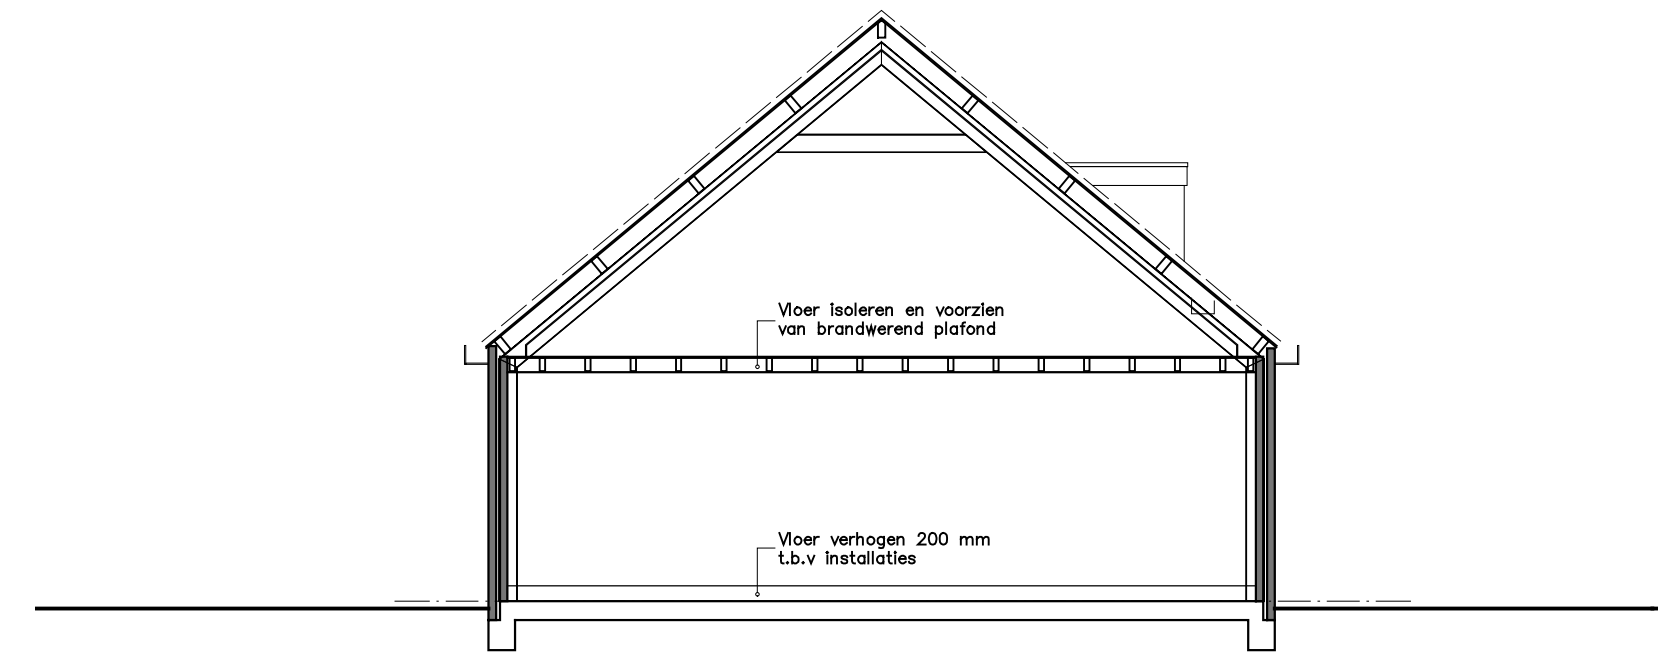 Vloer isoleren en voorzien
van brandwerend plafond
Vloer verhogen 200 mm
t.b.v installaties